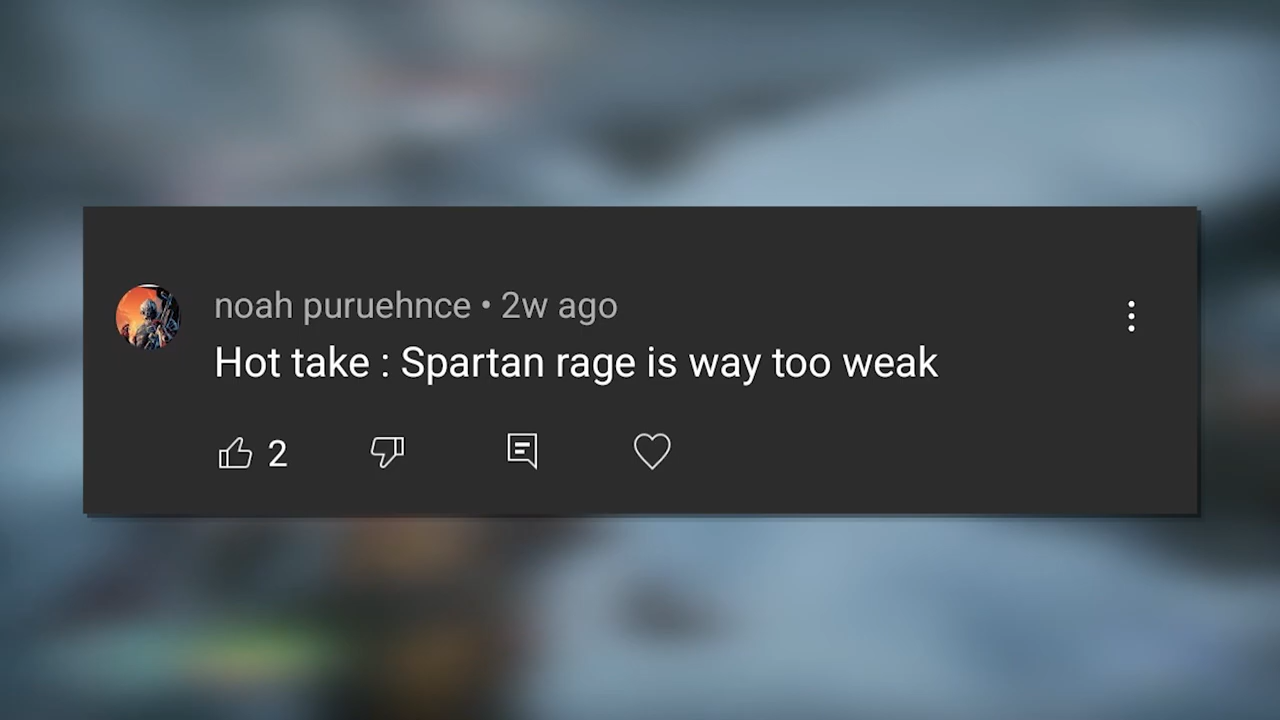 noah puruehnce • 2w ago
Hot take : Spartan rage is way too weak
2